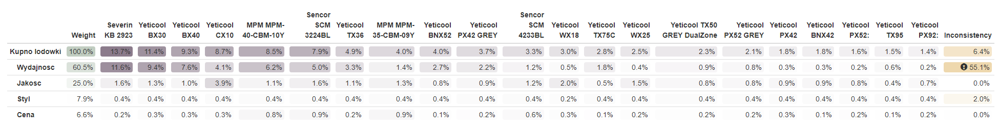 Weight Severin KB 2923 Yeticool BX30 Yeticool BX40 Yeticool CX10 MPM MPM-40-CBM-10Y Sencor SCM 3224BL Yeticool TX36 MPM MPM-35-CBM-09Y Yeticool BNX52 Yeticool PX42 GREY Sencor SCM 4233BL Yeticool WX18 Yeticool TX75C Yeticool WX25 Yeticool TX50 GREY DualZone Yeticool PX52 GREY Yeticool PX42 Yeticool BNX42 Yeticool PX52: Yeticool TX95 Yeticool PX92: Inconsistency
Kupno lodowki 100.0% 13.7% 11.4% 9.3% 8.7% 8.5% 7.9% 4.9% 4.0% 4.0% 3.7% 3.3% 3.0% 2.8% 2.5% 2.3% 2.1% 1.8% 1.8% 1.6% 1.5% 1.4% 6.4%
Wydajnosc 60.5% 11.6% 9.4% 7.6% 4.1% 6.2% 5.0% 3.3% 1.4% 2.7% 2.2% 1.2% 0.5% 1.8% 0.4% 0.9% 0.8% 0.3% 0.3% 0.2% 0.6% 0.2% 55.1%
Jakosc 25.0% 1.6% 1.3% 1.0% 3.9% 1.1% 1.6% 1.1% 1.3% 0.8% 0.9% 1.2% 2.0% 0.5% 1.5% 0.8% 0.8% 0.9% 0.9% 0.8% 0.4% 0.7% 0.0%
Styl 7.9% 0.4% 0.4% 0.4% 0.4% 0.4% 0.4% 0.4% 0.4% 0.4% 0.4% 0.4% 0.2% 0.4% 0.4% 0.4% 0.4% 0.4% 0.4% 0.4% 0.4% 0.4% 2.0%
Cena 6.6% 0.2% 0.3% 0.3% 0.3% 0.8% 0.9% 0.2% 0.9% 0.1% 0.2% 0.6% 0.3% 0.1% 0.2% 0.2% 0.2% 0.3% 0.1% 0.2% 0.1% 0.2% 0.0%